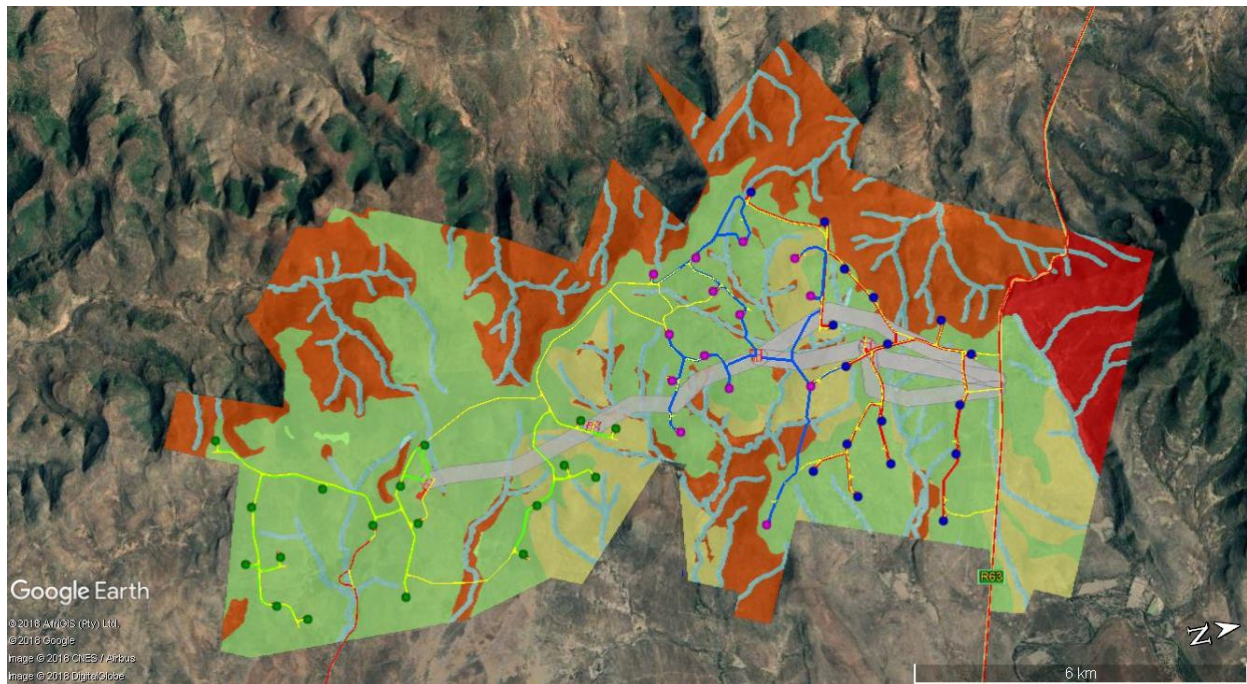 R63
Google Earth
© 2018 AfriGIS (Pty) Ltd.
© 2018 Google
Image © 2018 CNES / Airbus
Image © 2018 DigitalGlobe
N
6 km